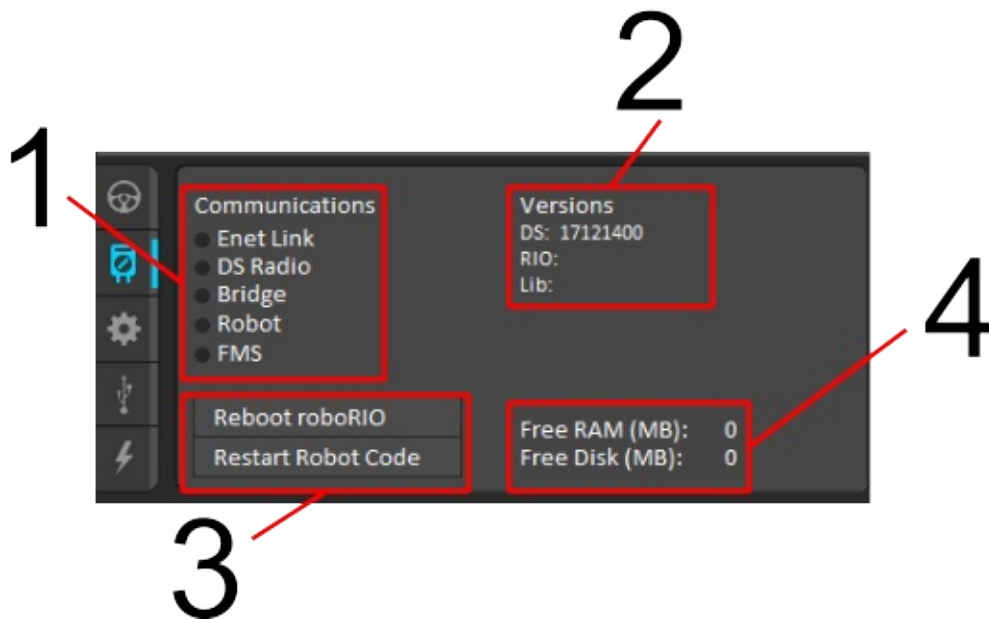 1
2
Communications
Enet Link
DS Radio
Bridge
Robot
FMS
Versions
DS: 17121400
RIO:
Lib:
4
Reboot roboRIO
Restart Robot Code
Free RAM (MB): 0
Free Disk (MB): 0
3